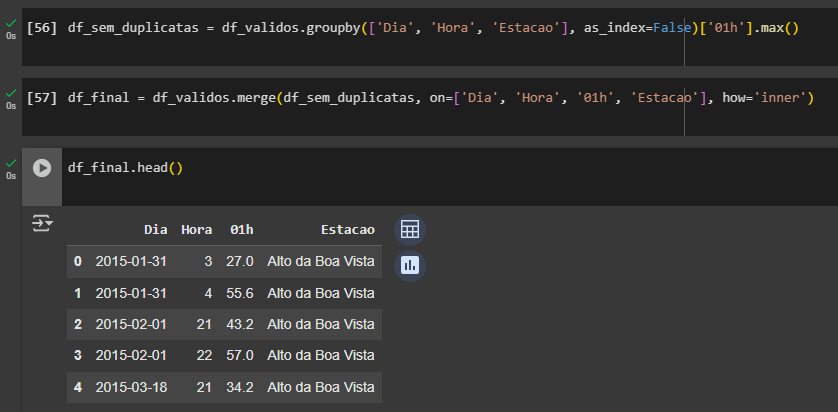 0s
[56] df_sem_duplicatas = df_validos.groupby(['Dia', 'Hora', 'Estacao'], as_index=False)['01h'].max()
0s
[57] df_final = df_validos.merge(df_sem_duplicatas, on=['Dia', 'Hora', '01h', 'Estacao'], how='inner')
0s
df_final.head()
Dia Hora 01h Estacao
0 2015-01-31 3 27.0 Alto da Boa Vista
1 2015-01-31 4 55.6 Alto da Boa Vista
2 2015-02-01 21 43.2 Alto da Boa Vista
3 2015-02-01 22 57.0 Alto da Boa Vista
4 2015-03-18 21 34.2 Alto da Boa Vista